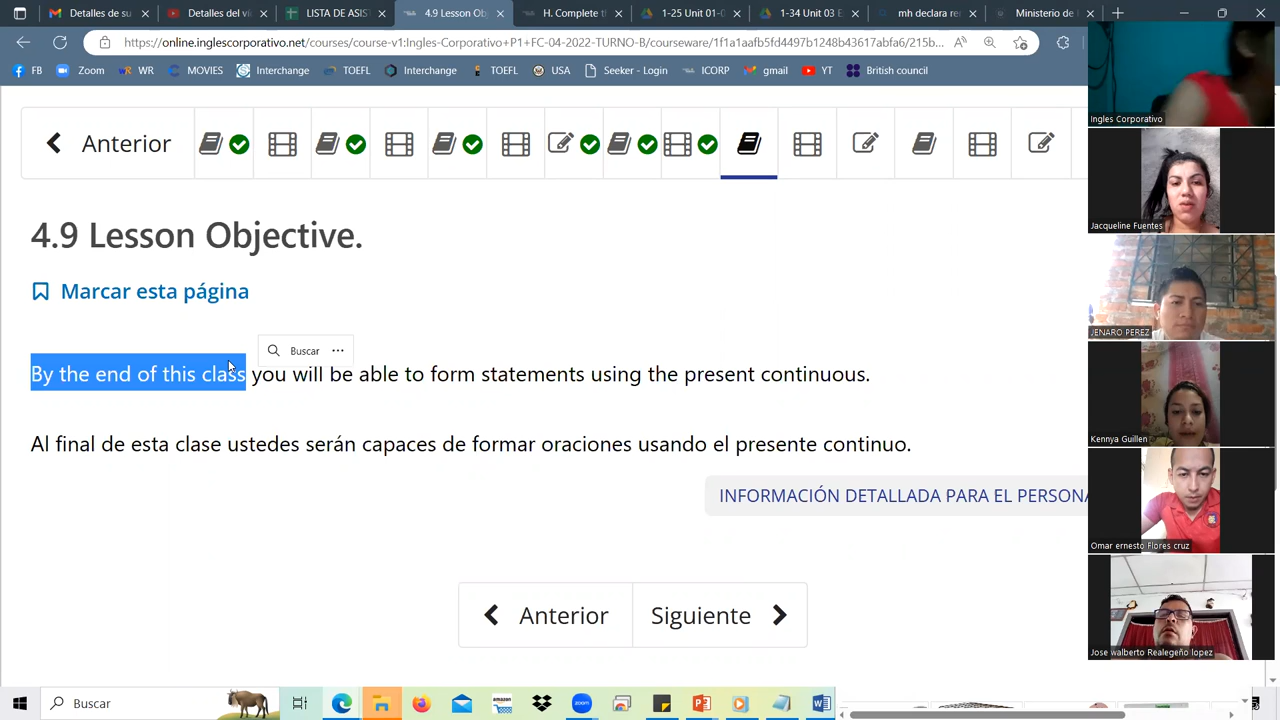 Detalles d
Detalles de vi
LISTA DE ASIS
4.9 Lesson Obj
H. Complete t
1-25 Unit 01-0
1-34 Unit 03 E
mh declara re
Ministerio de
https://online.inglescorporativo.net/courses/course-v1:Ingles-Corporativo+P1+FC-04-2022-TURNO-B/courseware/1f1a1aafb5fd4497b1248b43617abfa6/215b...
FB
Zoom
WR
MOVIES
Interchange
TOEFL
Interchange
TOEFL
USA
Seeker - Login
ICORP
gmail
YT
British council
Anterior
4.9 Lesson Objective.
Marcar esta página
Buscar
By the end of this class you will be able to form statements using the present continuous.
Al final de esta clase ustedes serán capaces de formar oraciones usando el presente continuo.
INFORMACIÓN DETALLADA PARA EL PERSONA
Anterior
Siguiente
Ingles Corporativo
Jacqueline Fuentes
JENARO PEREZ
Kennya Guillen
Omar ernesto Flores cruz
Jose walberto Realegeño lopez
Buscar